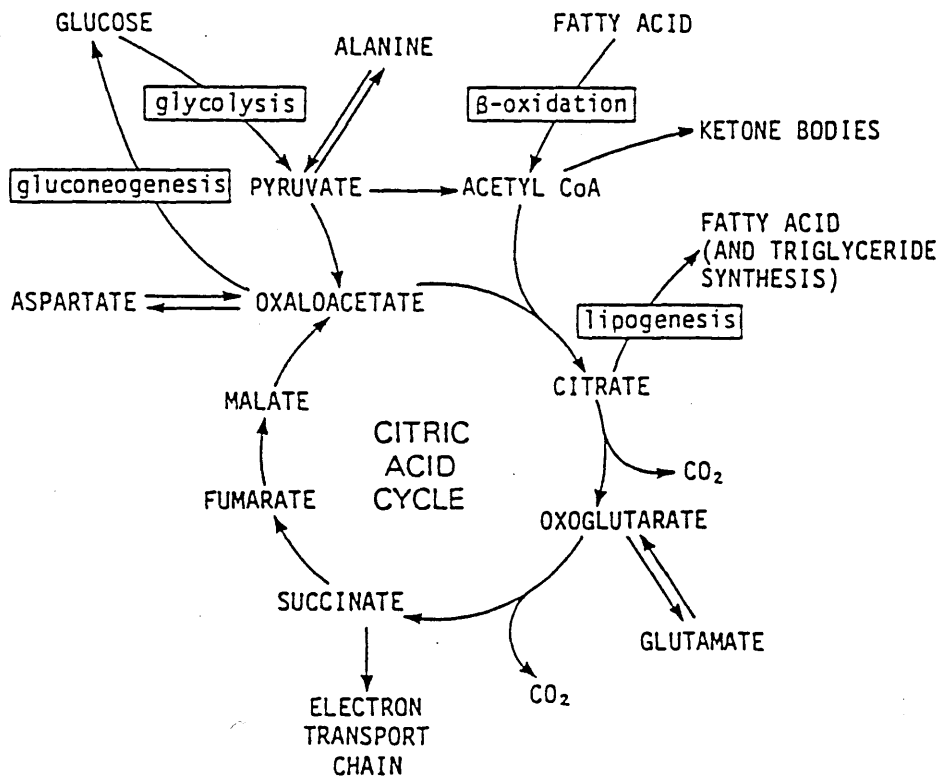 GLUCOSE
ALANINE
FATTY ACID
glycolysis
β-oxidation
KETONE BODIES
gluconeogenesis
PYRUVATE
ACETYL CoA
FATTY ACID
(AND TRIGLYCERIDE
SYNTHESIS)
ASPARTATE
OXALOACETATE
lipogenesis
CITRATE
MALATE
CITRIC
ACID
CYCLE
CO₂
FUMARATE
OXOGLUTARATE
SUCCINATE
GLUTAMATE
CO₂
ELECTRON
TRANSPORT
CHAIN